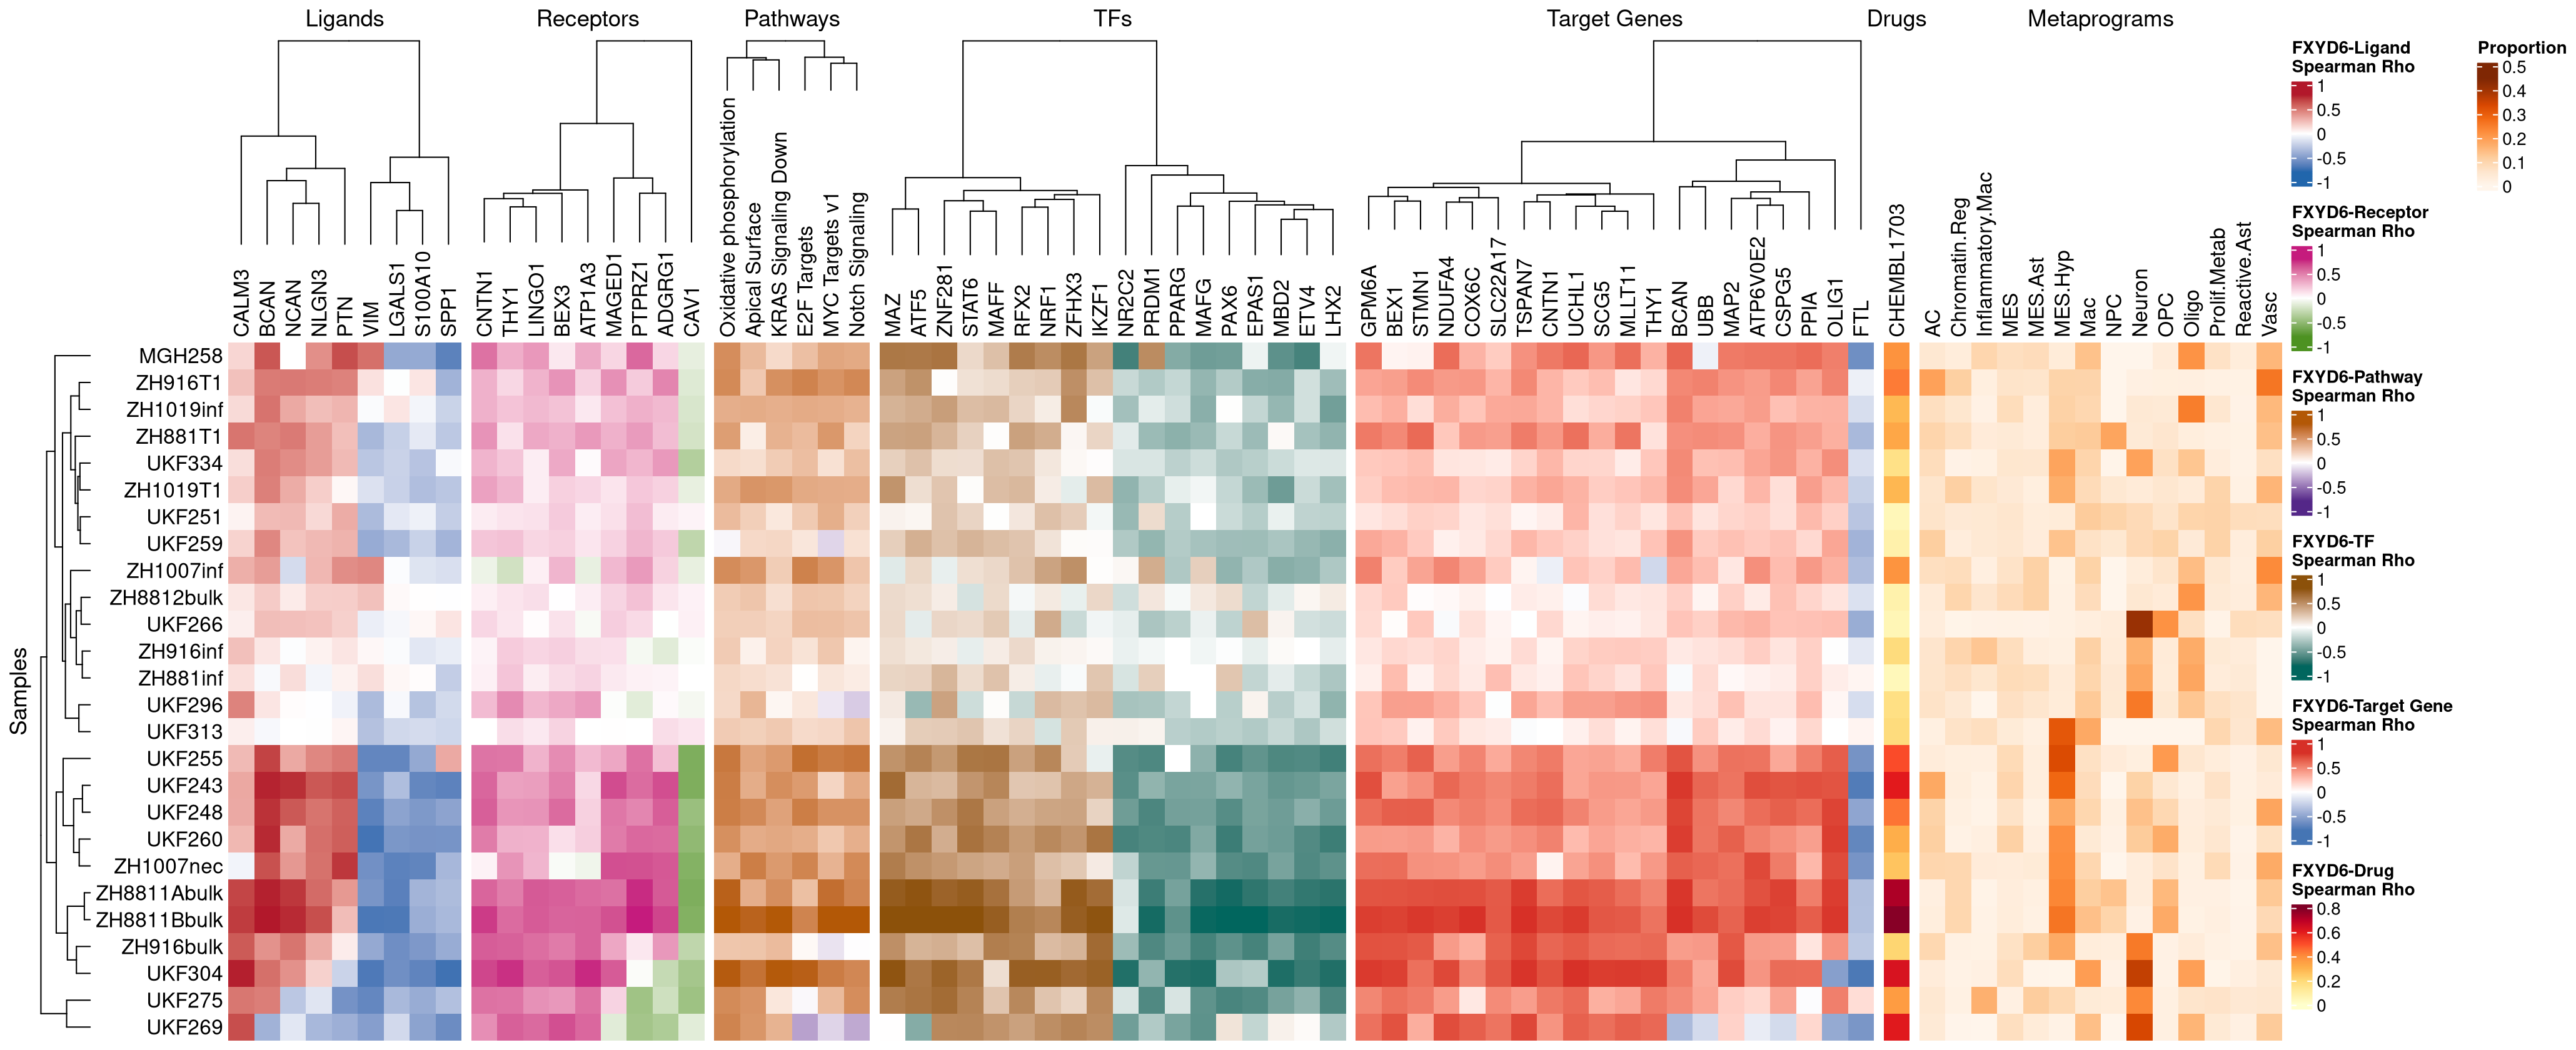 Ligands
Receptors
Pathways
TFs
Target Genes
Drugs
Metaprograms
CALM3
BCAN
NCAN
NLGN3
PTN
VIM
LGALS1
S100A10
SPP1
CNTN1
THY1
LINGO1
BEX3
ATP1A3
MAGED1
PTPRZ1
ADGRG1
CAV1
Oxidative phosphorylation
Apical Surface
KRAS Signaling Down
E2F Targets
MYC Targets v1
Notch Signaling
MAZ
ATF5
ZNF281
STAT6
MAFF
RFX2
NRF1
ZFHX3
IKZF1
NR2C2
PRDM1
PPARG
MAFG
PAX6
EPAS1
MBD2
ETV4
LHX2
GPM6A
BEX1
STMN1
NDUFA4
COX6C
SLC22A17
TSPAN7
CNTN1
UCHL1
SCG5
MLLT11
THY1
BCAN
UBB
MAP2
ATP6V0E2
CSPG5
PPIA
OLIG1
FTL
CHEMBL1703
AC
Chromatin.Reg
Inflammatory.Mac
MES
MES.Ast
MES.Hyp
Mac
NPC
Neuron
OPC
Oligo
Prolif.Metab
Reactive.Ast
Vasc
Samples
MGH258
ZH916T1
ZH1019inf
ZH881T1
UKF334
ZH1019T1
UKF251
UKF259
ZH1007inf
ZH8812bulk
UKF266
ZH916inf
ZH881inf
UKF296
UKF313
UKF255
UKF243
UKF248
UKF260
ZH1007nec
ZH8811Abulk
ZH8811Bbulk
ZH916bulk
UKF304
UKF275
UKF269
FXYD6-Ligand
Spearman Rho
1
0.5
0
-0.5
-1
FXYD6-Receptor
Spearman Rho
1
0.5
0
-0.5
-1
FXYD6-Pathway
Spearman Rho
1
0.5
0
-0.5
-1
FXYD6-TF
Spearman Rho
1
0.5
0
-0.5
-1
FXYD6-Target Gene
Spearman Rho
1
0.5
0
-0.5
-1
FXYD6-Drug
Spearman Rho
0.8
0.6
0.4
0.2
0
Proportion
0.5
0.4
0.3
0.2
0.1
0